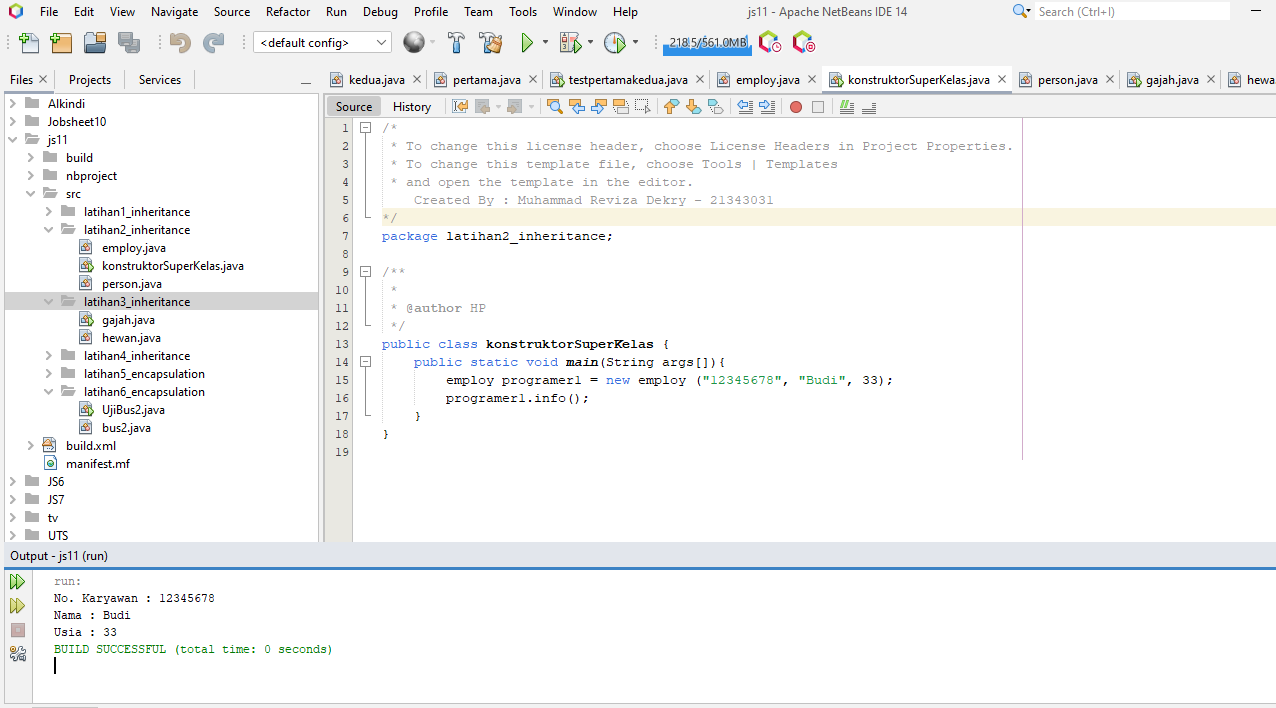 File Edit View Navigate Source Refactor Run Debug Profile Team Tools Window Help js11 - Apache NetBeans IDE 14 Search (Ctrl+I)
<default config> 218.5/561.0MB
Files Projects Services kedua.java pertama.java testpertamakedua.java employ.java konstruktorSuperKelas.java person.java gajah.java hewa
Source History
Alkindi
Jobsheet10
js11
build
nbproject
src
latihan1_inheritance
latihan2_inheritance
employ.java
konstruktorSuperKelas.java
person.java
latihan3_inheritance
gajah.java
hewan.java
latihan4_inheritance
latihan5_encapsulation
latihan6_encapsulation
UjiBus2.java
bus2.java
build.xml
manifest.mf
JS6
JS7
tv
UTS
1 /*
2 * To change this license header, choose License Headers in Project Properties.
3 * To change this template file, choose Tools | Templates
4 * and open the template in the editor.
5 Created By : Muhammad Reviza Dekry - 21343031
6 */
7 package latihan2_inheritance;
8
9 /**
10 *
11 * @author HP
12 */
13 public class konstruktorSuperKelas {
14 public static void main(String args[]){
15 employ programer1 = new employ ("12345678", "Budi", 33);
16 programer1.info();
17 }
18 }
19
Output - js11 (run)
run:
No. Karyawan : 12345678
Nama : Budi
Usia : 33
BUILD SUCCESSFUL (total time: 0 seconds)